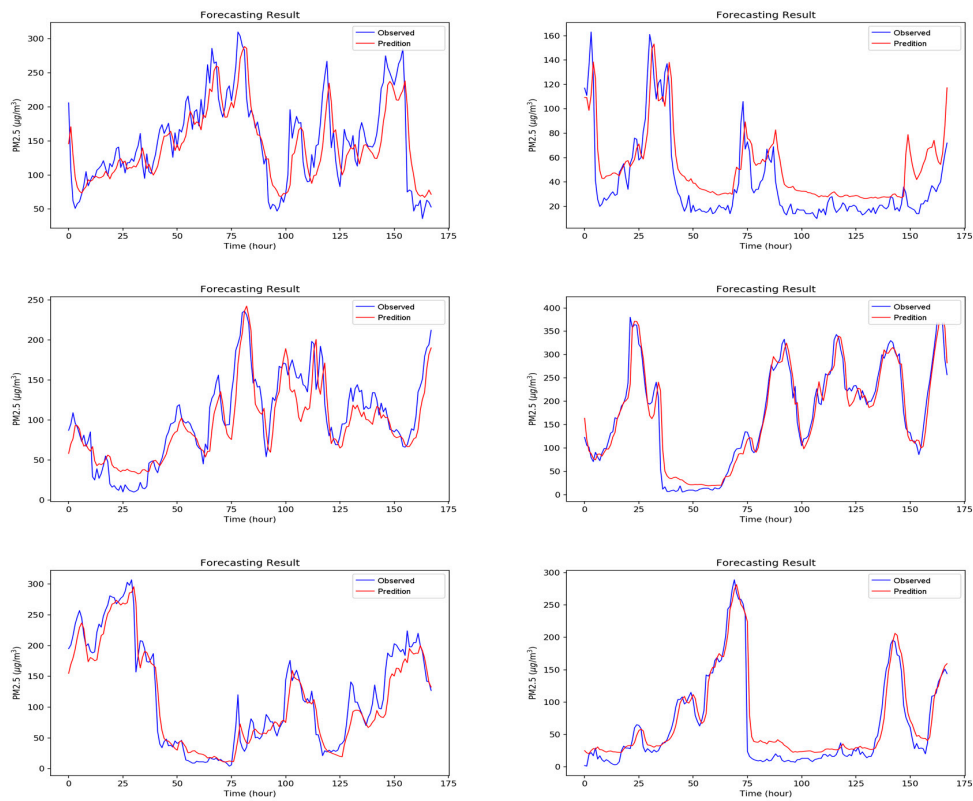 Forecasting Result
PM2.5 (μg/m³)
300
250
200
150
100
50
0 25 50 75 100 125 150 175
Time (hour)
Observed
Predition
Forecasting Result
PM2.5 (μg/m³)
160
140
120
100
80
60
40
20
0 25 50 75 100 125 150 175
Time (hour)
Observed
Predition
Forecasting Result
PM2.5 (μg/m³)
250
200
150
100
50
0
0 25 50 75 100 125 150 175
Time (hour)
Observed
Predition
Forecasting Result
PM2.5 (μg/m³)
400
350
300
250
200
150
100
50
0
0 25 50 75 100 125 150 175
Time (hour)
Observed
Predition
Forecasting Result
PM2.5 (μg/m³)
300
250
200
150
100
50
0
0 25 50 75 100 125 150 175
Time (hour)
Observed
Predition
Forecasting Result
PM2.5 (μg/m³)
300
250
200
150
100
50
0
0 25 50 75 100 125 150 175
Time (hour)
Observed
Predition